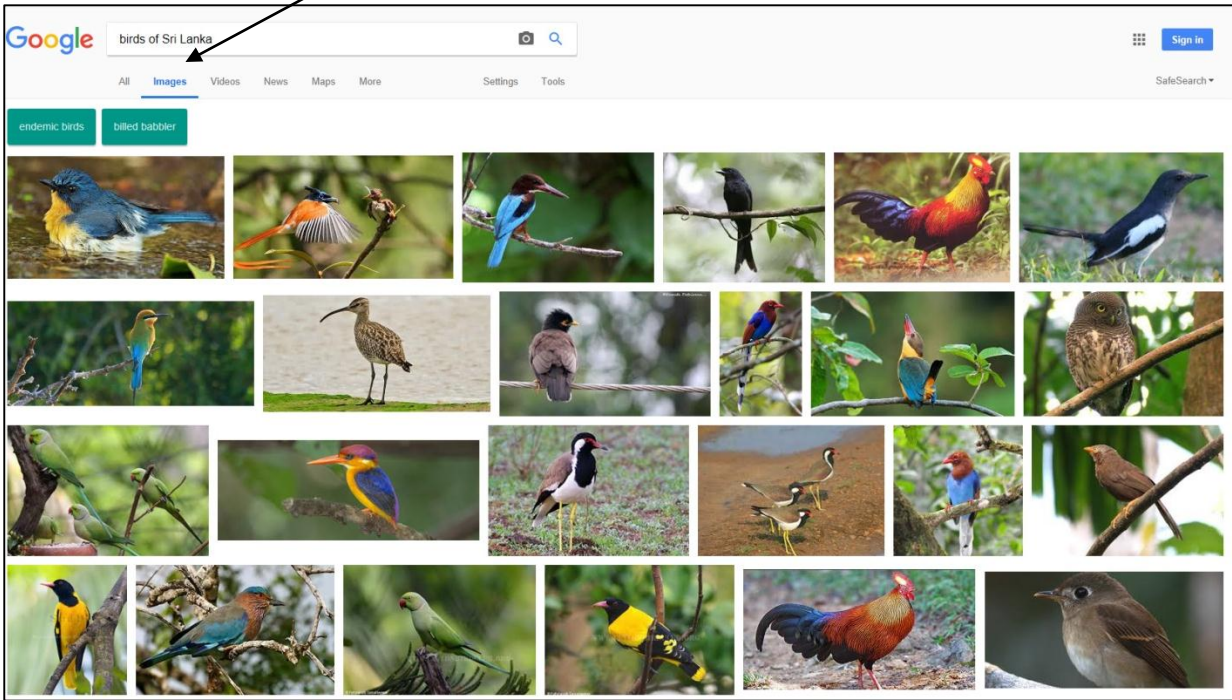 Google birds of Sri Lanka Sign in
All Images Videos News Maps More Settings Tools SafeSearch
endemic birds billed babbler